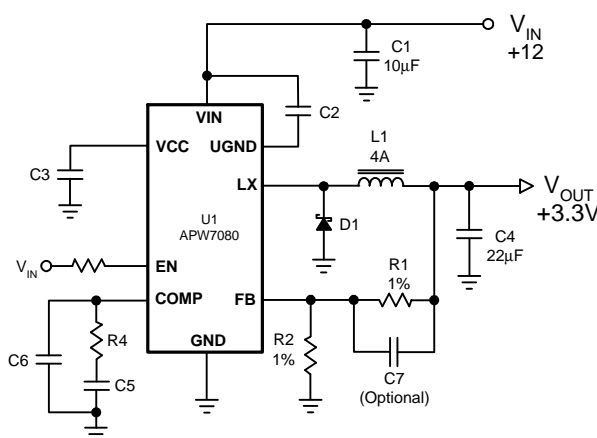 V_IN
+12
C1
10μF
C2
VIN
VCC
UGND
C3
L1
4A
LX
U1
APW7080
D1
V_OUT
+3.3V
C4
22μF
V_IN
EN
R1
1%
COMP
FB
R4
R2
1%
C6
GND
C5
C7
(Optional)